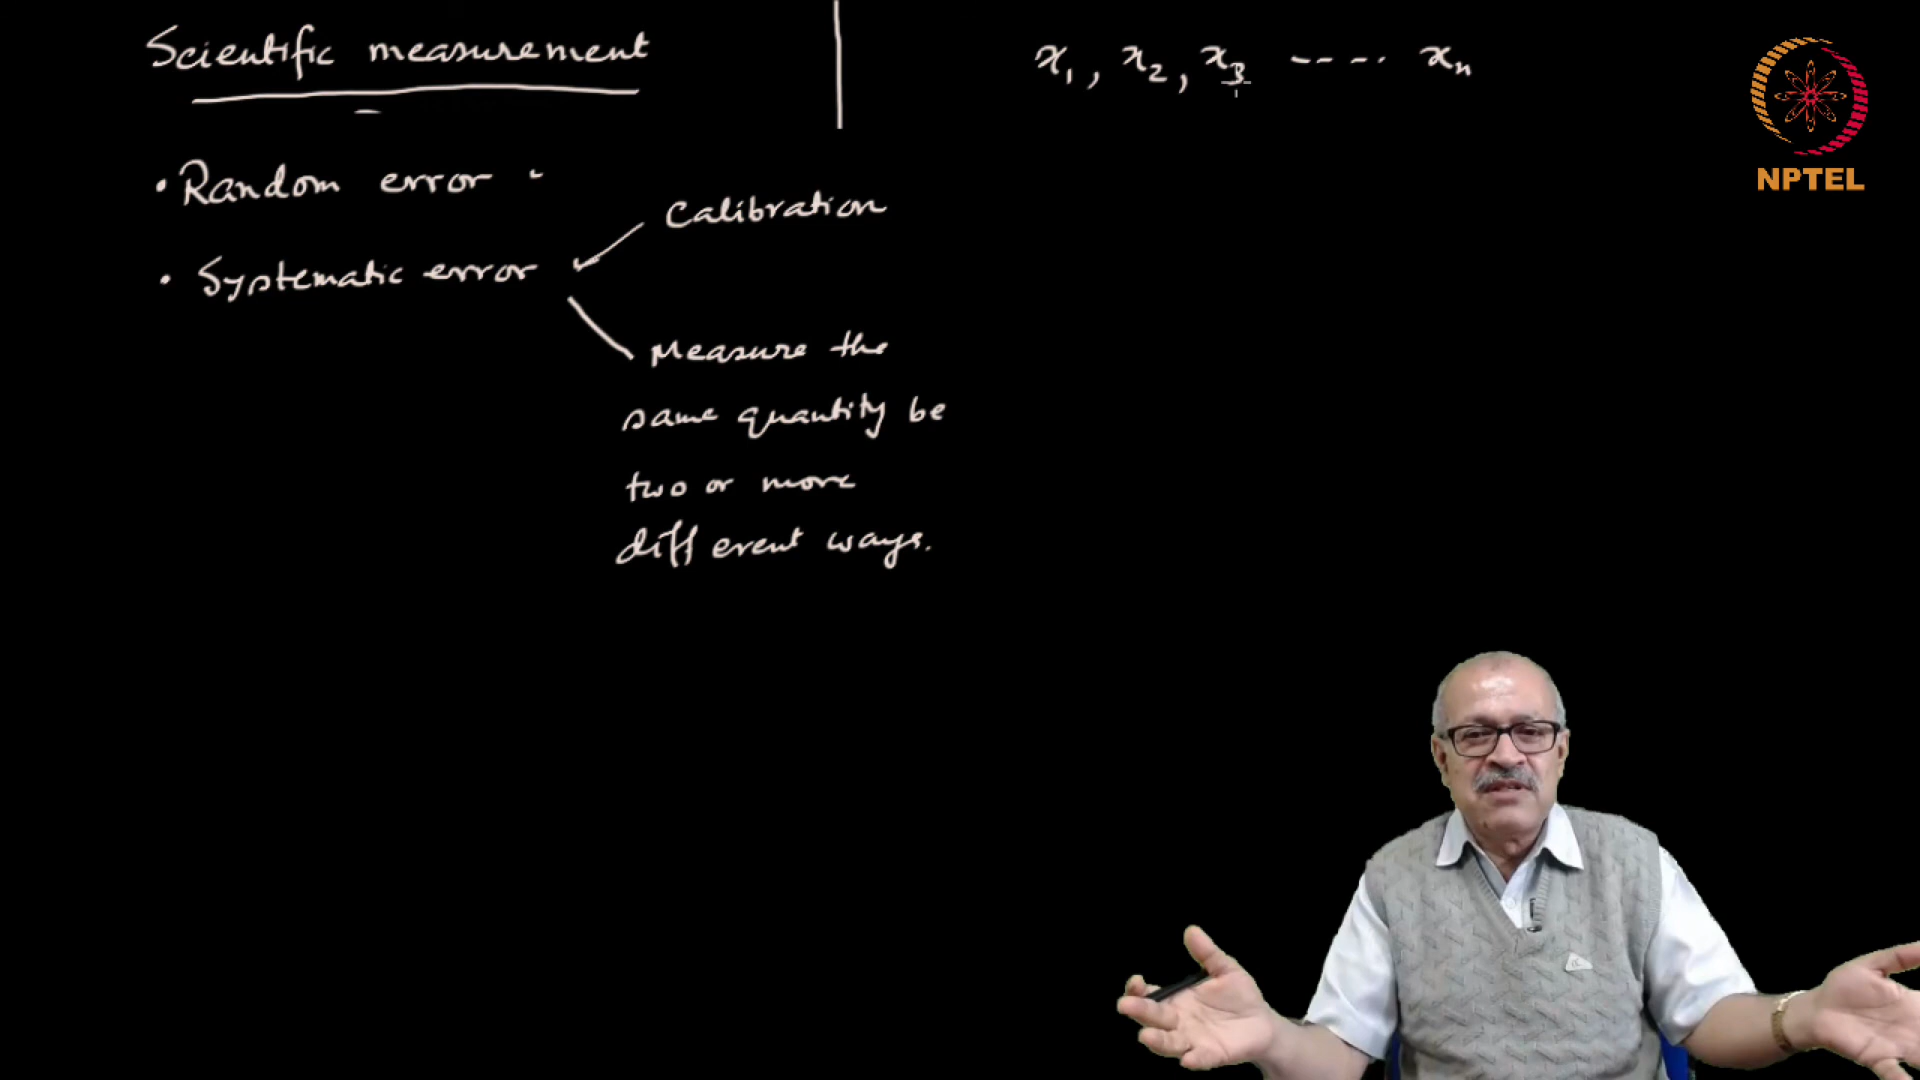 Scientific measurement
• Random error -
• Systematic error
Calibration
Measure the
same quantity be
two or more
different ways.
x₁, x₂, x₃ ----. xₙ
NPTEL